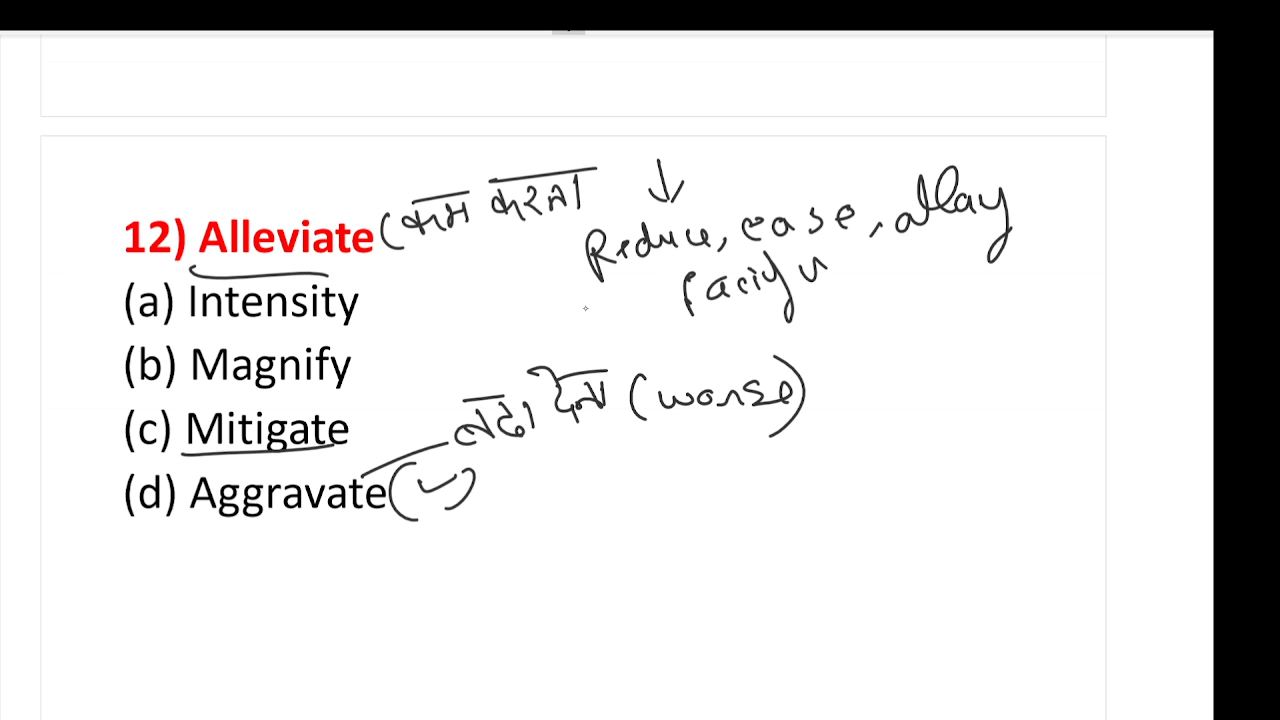 12) Alleviate (कम करना
Reduce, ease, allay
(a) Intensity
(b) Magnify
(c) Mitigate
बढ़ा देना (worse)
(d) Aggravate